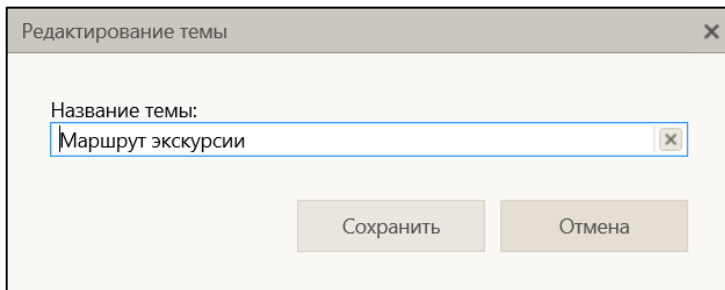 Редактирование темы
Название темы:
Маршрут экскурсии
Сохранить Отмена